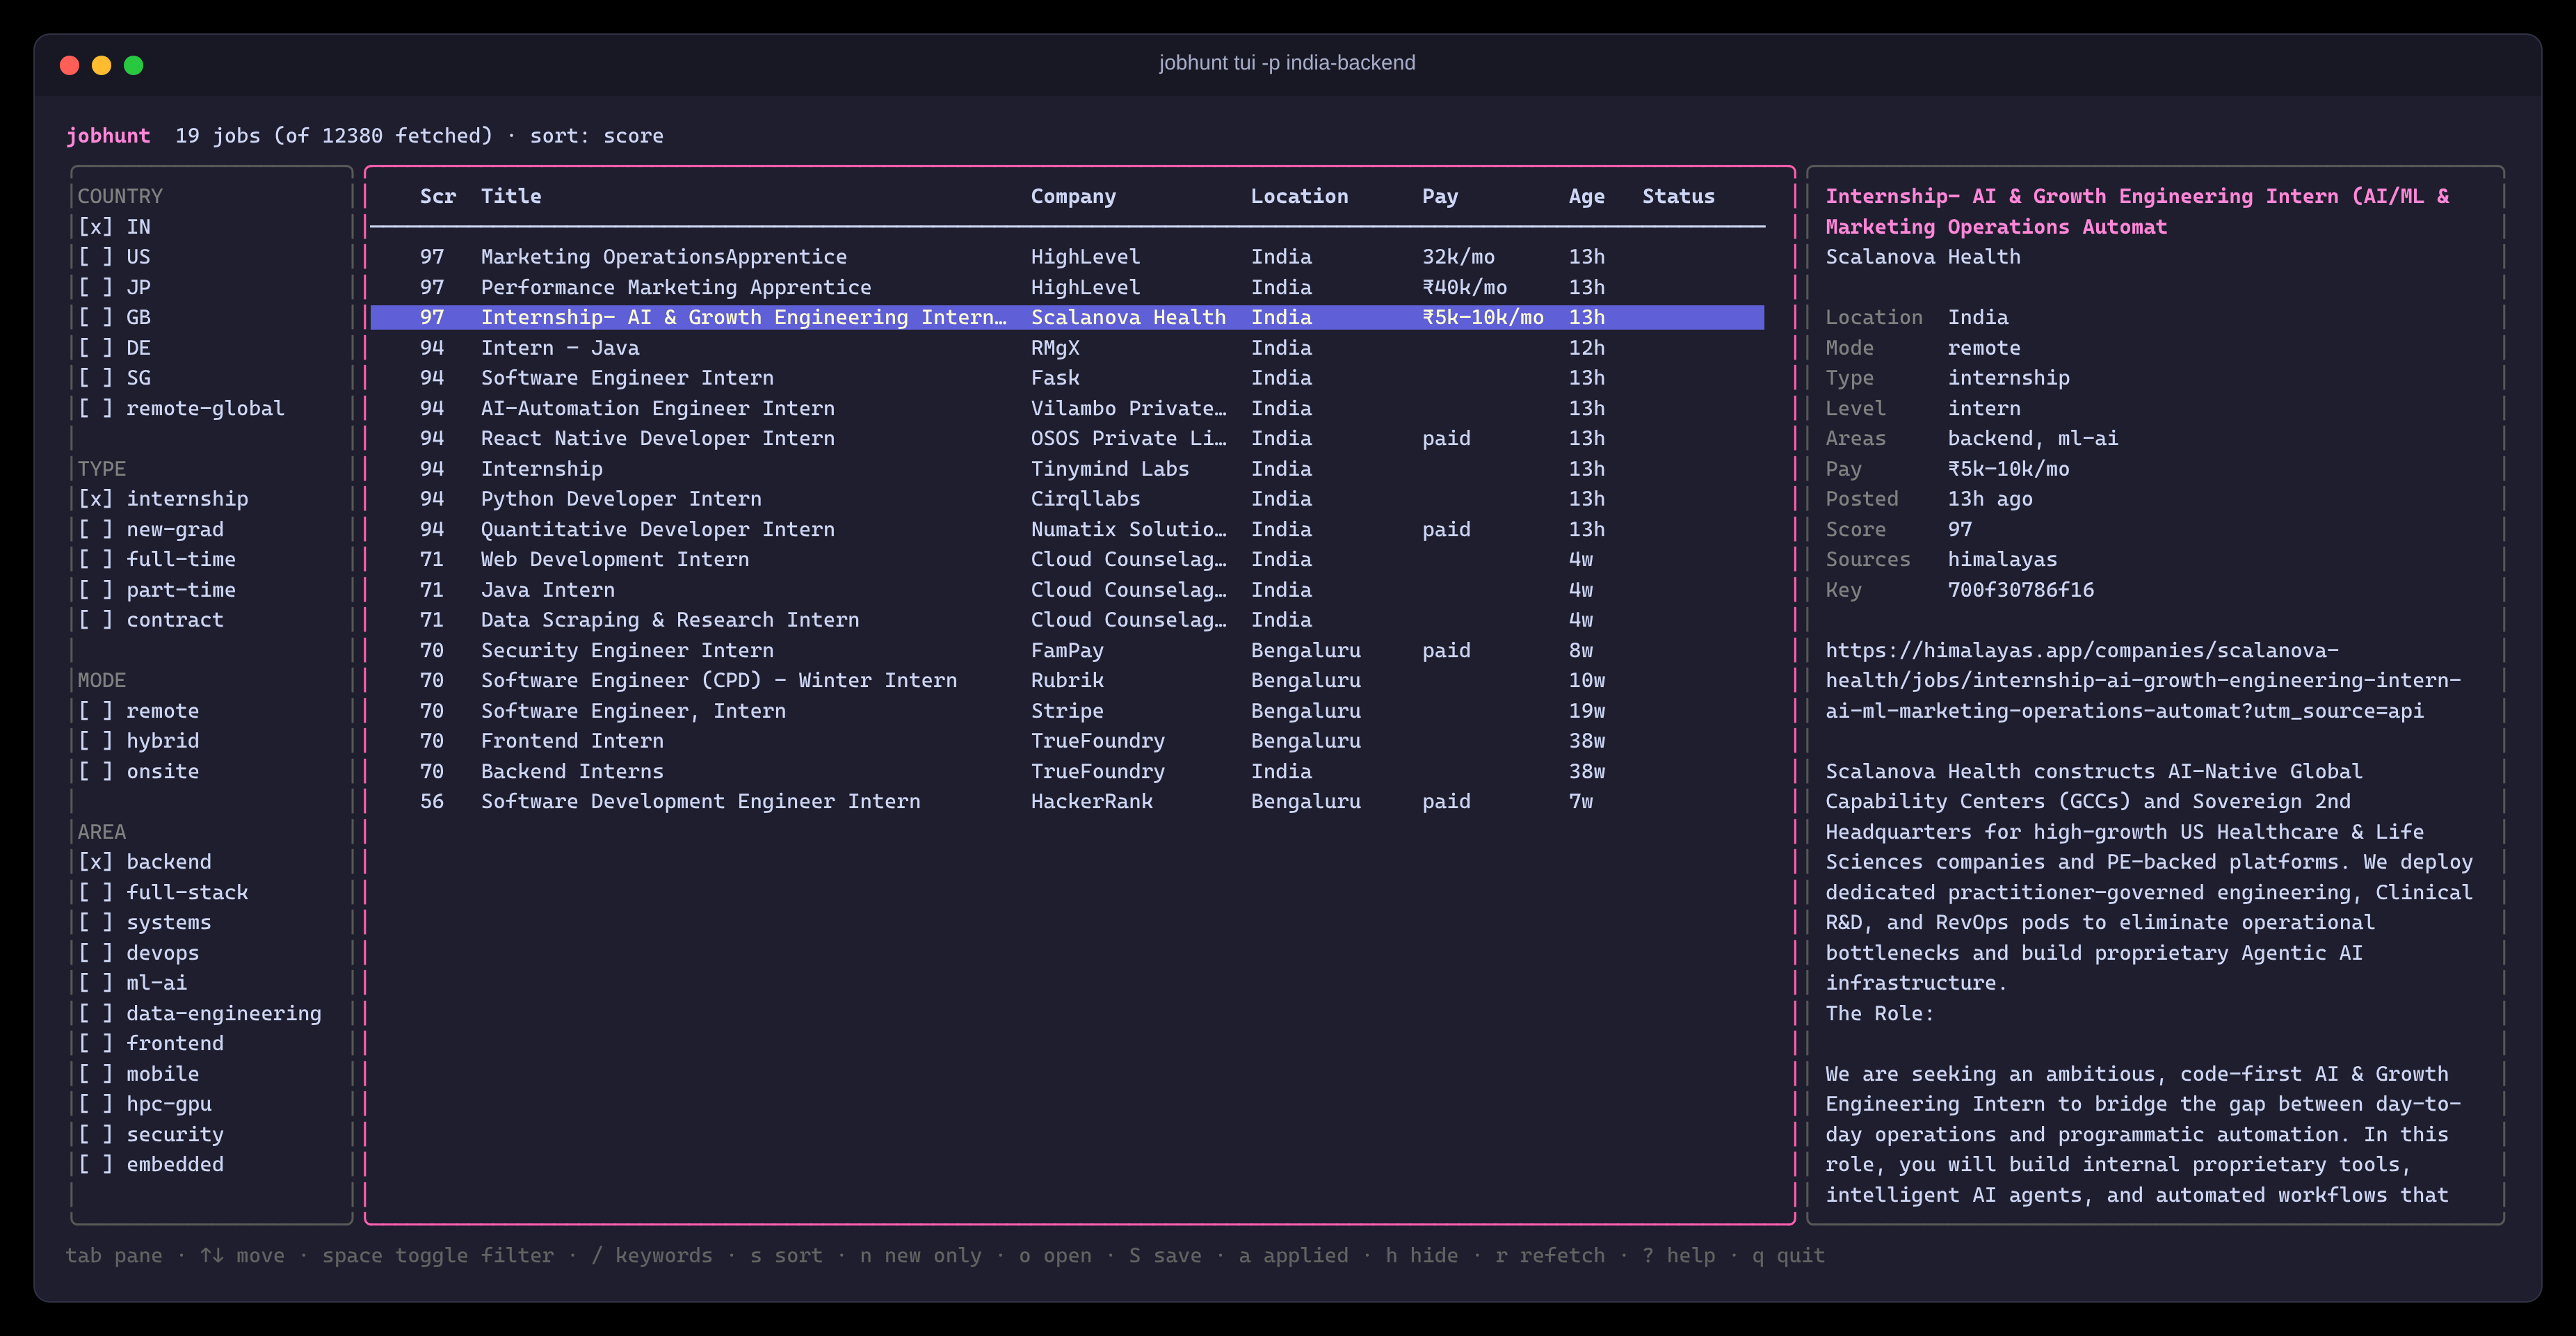 jobhunt tui -p india-backend
jobhunt 19 jobs (of 12380 fetched) · sort: score
COUNTRY
[x] IN
[ ] US
[ ] JP
[ ] GB
[ ] DE
[ ] SG
[ ] remote-global
TYPE
[x] internship
[ ] new-grad
[ ] full-time
[ ] part-time
[ ] contract
MODE
[ ] remote
[ ] hybrid
[ ] onsite
AREA
[x] backend
[ ] full-stack
[ ] systems
[ ] devops
[ ] ml-ai
[ ] data-engineering
[ ] frontend
[ ] mobile
[ ] hpc-gpu
[ ] security
[ ] embedded
Scr Title Company Location Pay Age Status
97 Marketing OperationsApprentice HighLevel India 32k/mo 13h
97 Performance Marketing Apprentice HighLevel India ₹40k/mo 13h
97 Internship- AI & Growth Engineering Intern… Scalanova Health India ₹5k-10k/mo 13h
94 Intern - Java RMgX India 12h
94 Software Engineer Intern Fask India 13h
94 AI-Automation Engineer Intern Vilambo Private… India 13h
94 React Native Developer Intern OSOS Private Li… India paid 13h
94 Internship Tinymind Labs India 13h
94 Python Developer Intern Cirqllabs India 13h
94 Quantitative Developer Intern Numatix Solutio… India paid 13h
71 Web Development Intern Cloud Counselag… India 4w
71 Java Intern Cloud Counselag… India 4w
71 Data Scraping & Research Intern Cloud Counselag… India 4w
70 Security Engineer Intern FamPay Bengaluru paid 8w
70 Software Engineer (CPD) - Winter Intern Rubrik Bengaluru 10w
70 Software Engineer, Intern Stripe Bengaluru 19w
70 Frontend Intern TrueFoundry Bengaluru 38w
70 Backend Interns TrueFoundry India 38w
56 Software Development Engineer Intern HackerRank Bengaluru paid 7w
Internship- AI & Growth Engineering Intern (AI/ML &
Marketing Operations Automat
Scalanova Health
Location India
Mode remote
Type internship
Level intern
Areas backend, ml-ai
Pay ₹5k-10k/mo
Posted 13h ago
Score 97
Sources himalayas
Key 700f30786f16
https://himalayas.app/companies/scalanova-
health/jobs/internship-ai-growth-engineering-intern-
ai-ml-marketing-operations-automat?utm_source=api
Scalanova Health constructs AI-Native Global
Capability Centers (GCCs) and Sovereign 2nd
Headquarters for high-growth US Healthcare & Life
Sciences companies and PE-backed platforms. We deploy
dedicated practitioner-governed engineering, Clinical
R&D, and RevOps pods to eliminate operational
bottlenecks and build proprietary Agentic AI
infrastructure.
The Role:
We are seeking an ambitious, code-first AI & Growth
Engineering Intern to bridge the gap between day-to-
day operations and programmatic automation. In this
role, you will build internal proprietary tools,
intelligent AI agents, and automated workflows that
tab pane · ↑↓ move · space toggle filter · / keywords · s sort · n new only · o open · S save · a applied · h hide · r refetch · ? help · q quit